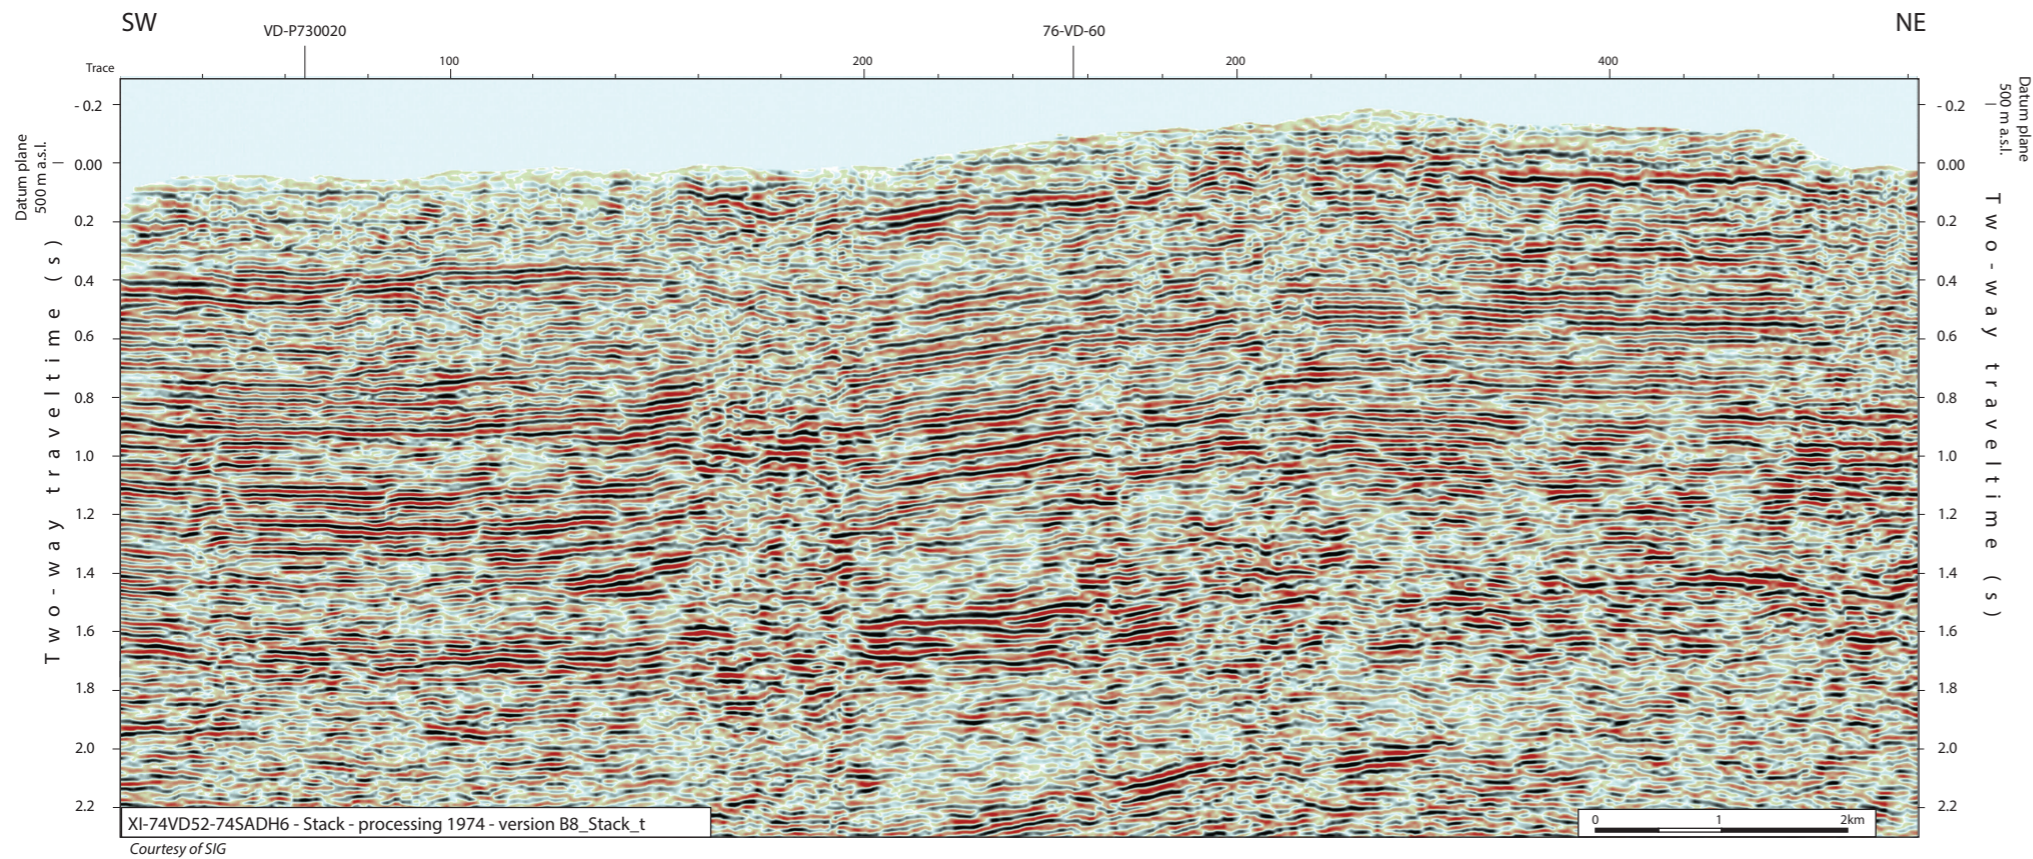 SW
NE
VD-P730020
76-VD-60
Trace
100
200
200
400
- 0.2
0.00
0.2
0.4
0.6
0.8
1.0
1.2
1.4
1.6
1.8
2.0
2.2
Datum plane
500 m a.s.l.
Two-way traveltime (s)
- 0.2
0.00
0.2
0.4
0.6
0.8
1.0
1.2
1.4
1.6
1.8
2.0
2.2
Datum plane
500 m a.s.l.
Two-way traveltime (s)
XI-74VD52-74SADH6 - Stack - processing 1974 - version B8_Stack_t
0 1 2km
Courtesy of SIG